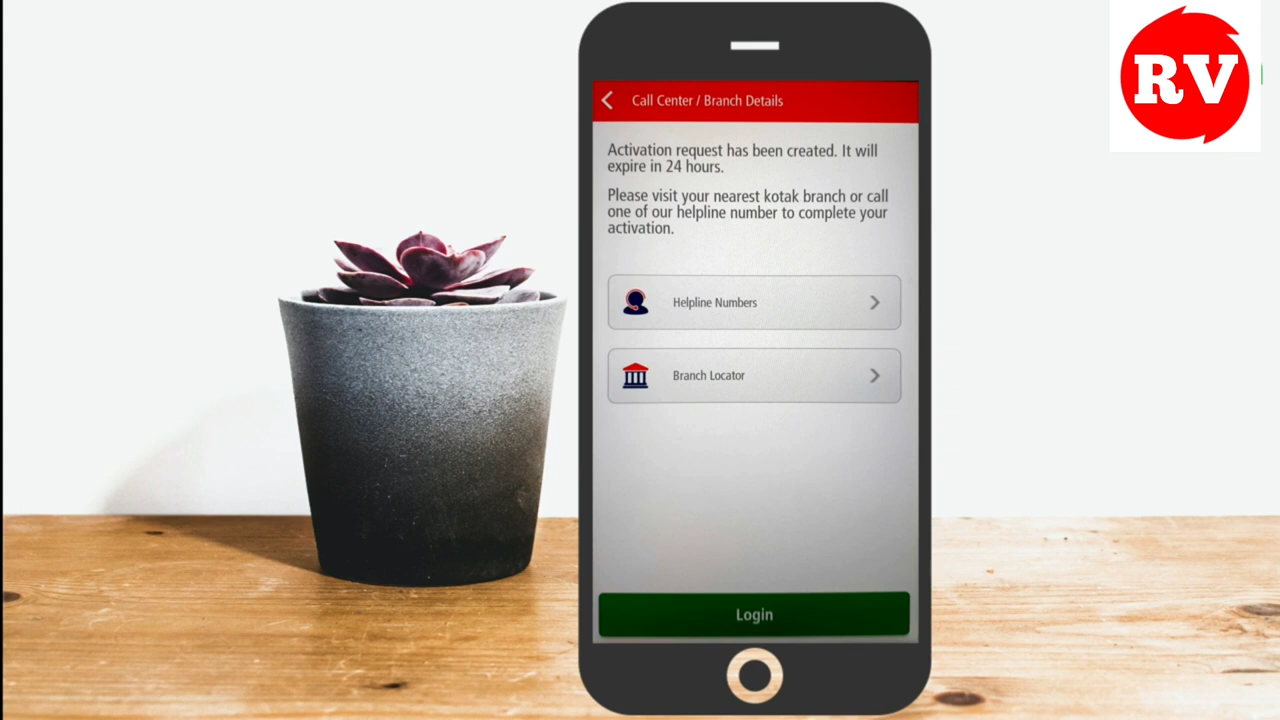 RV
Call Center / Branch Details
Activation request has been created. It will
expire in 24 hours.
Please visit your nearest kotak branch or call
one of our helpline number to complete your
activation.
Helpline Numbers
Branch Locator
Login